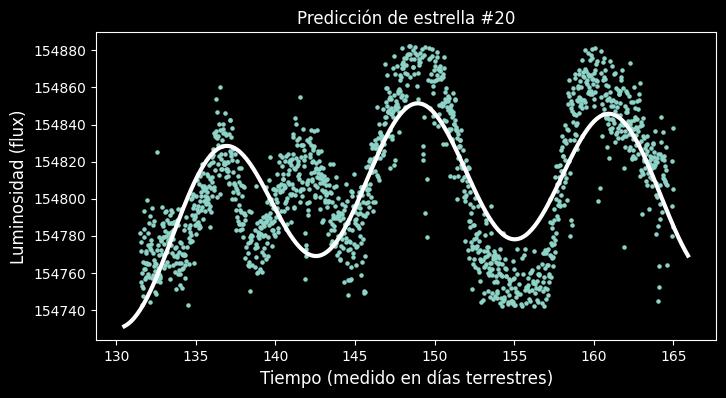 Predicción de estrella #20
Luminosidad (flux)
154880
154860
154840
154820
154800
154780
154760
154740
130 135 140 145 150 155 160 165
Tiempo (medido en días terrestres)